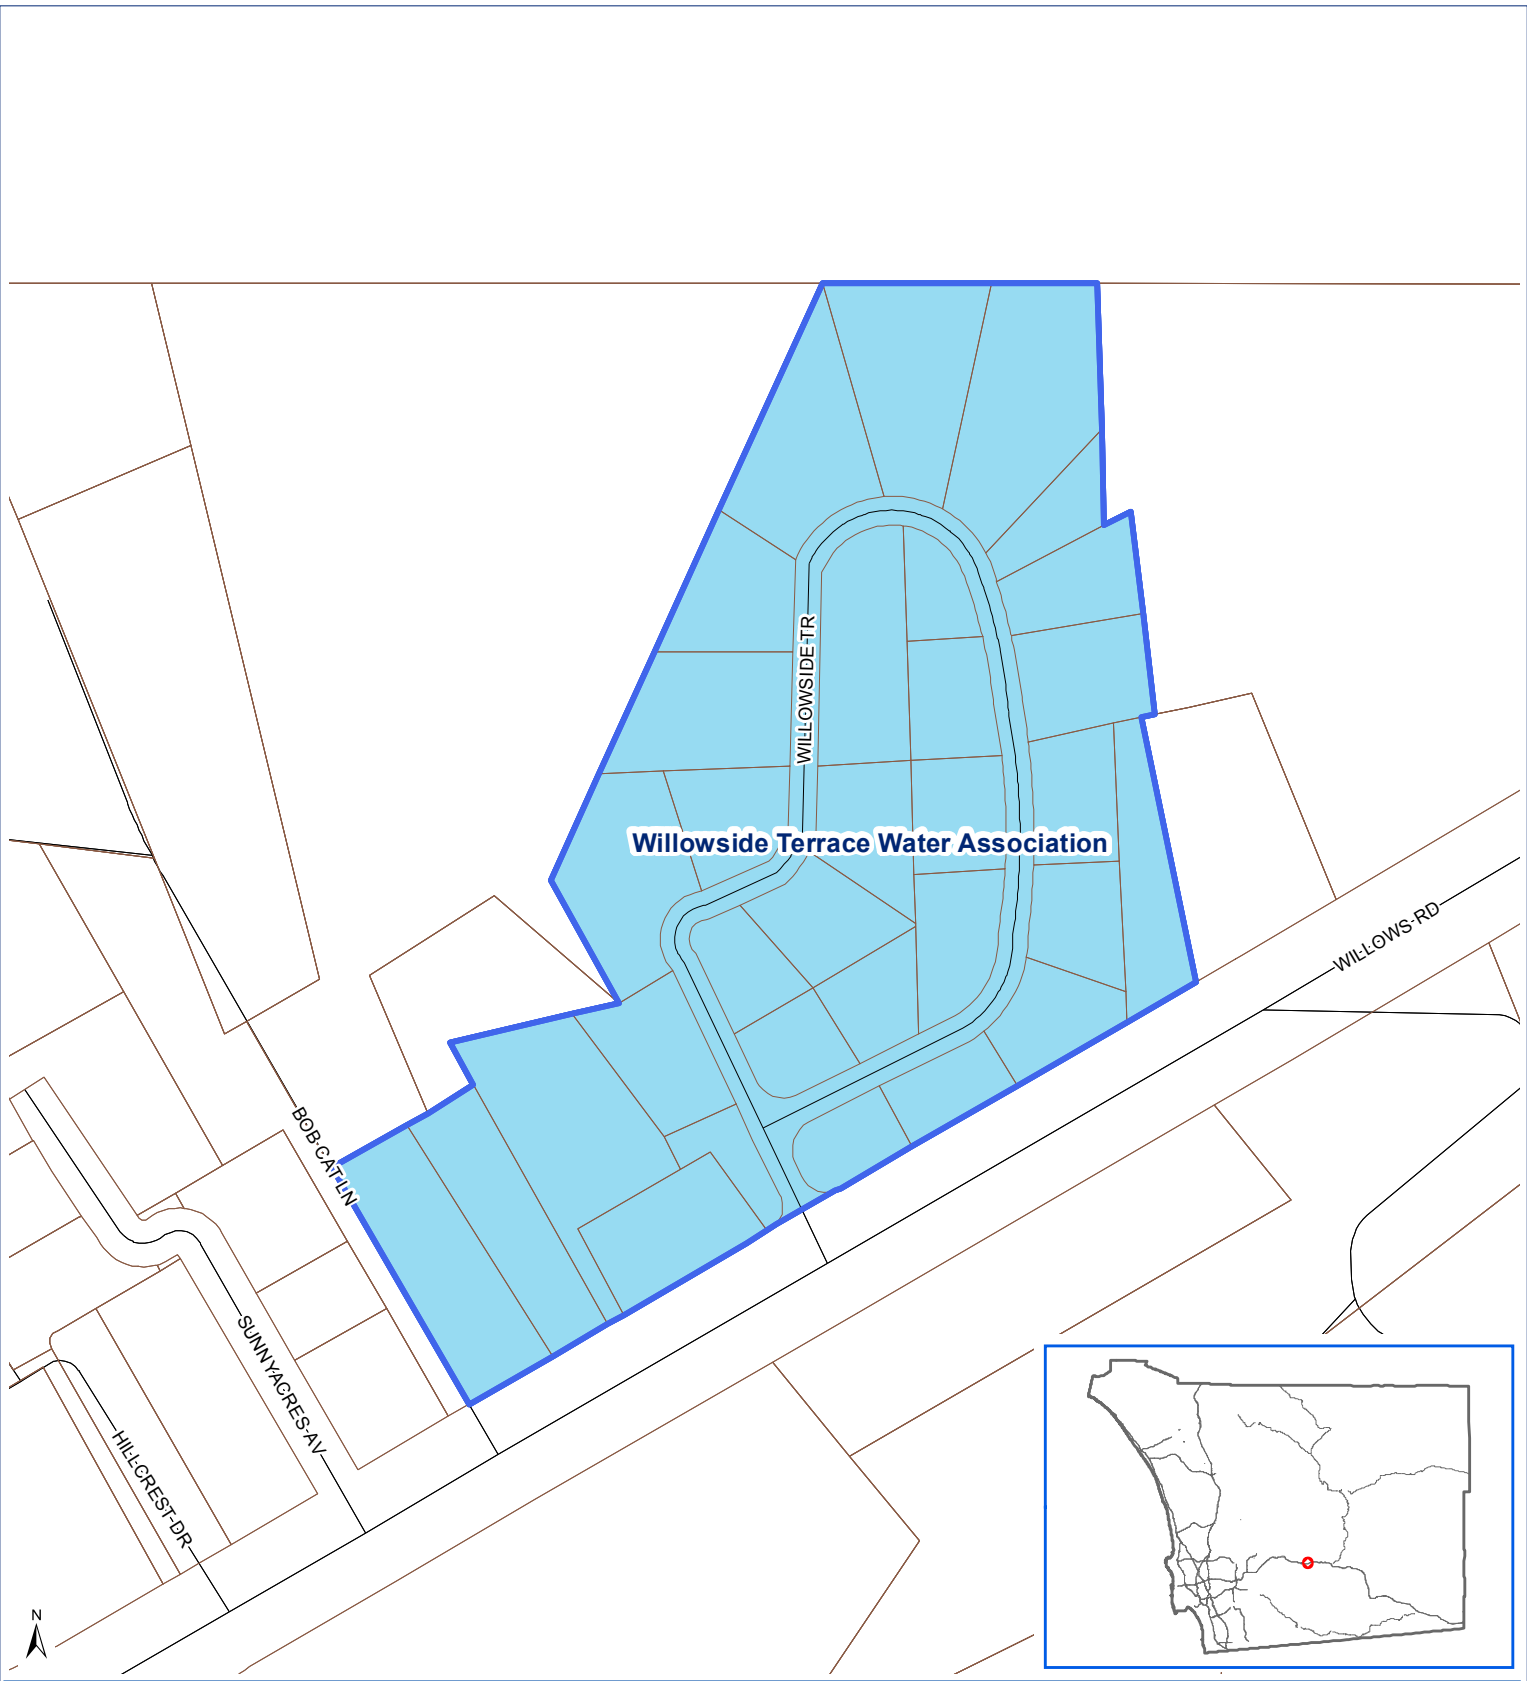 WILLOWSIDE TR
Willowside Terrace Water Association
WILLOWS RD
BOB CAT LN
SUNNYACRES AV
HILLCREST DR
N